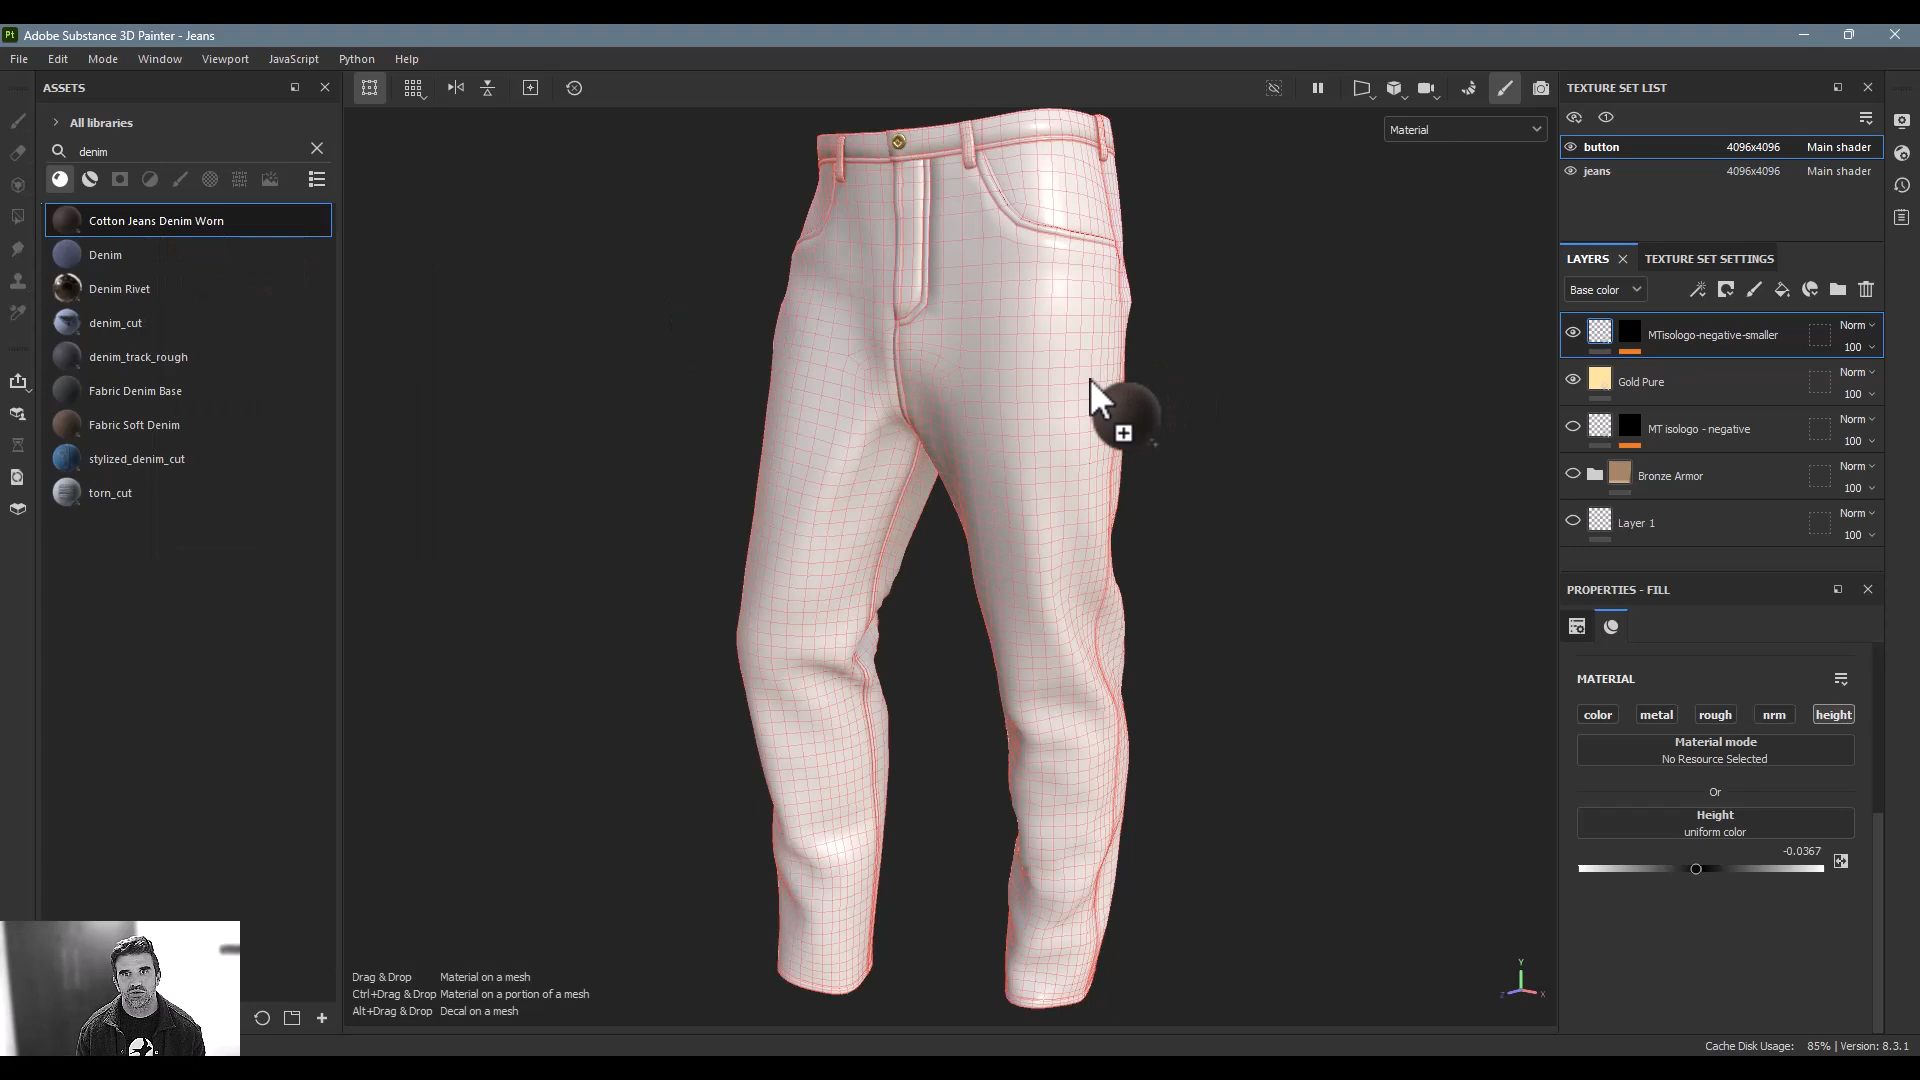 Pt Adobe Substance 3D Painter - Jeans
File Edit Mode Window Viewport JavaScript Python Help
ASSETS
All libraries
denim
Cotton Jeans Denim Worn
Denim
Denim Rivet
denim_cut
denim_track_rough
Fabric Denim Base
Fabric Soft Denim
stylized_denim_cut
torn_cut
Material
Drag & Drop Material on a mesh
Ctrl+Drag & Drop Material on a portion of a mesh
Alt+Drag & Drop Decal on a mesh
Y
Z X
TEXTURE SET LIST
button 4096x4096 Main shader
jeans 4096x4096 Main shader
LAYERS TEXTURE SET SETTINGS
Base color
MTisologo-negative-smaller Norm
100
Gold Pure Norm
100
MT isologo - negative Norm
100
Bronze Armor Norm
100
Layer 1 Norm
100
PROPERTIES - FILL
MATERIAL
color metal rough nrm height
Material mode
No Resource Selected
Or
Height
uniform color
-0.0367
Cache Disk Usage: 85% | Version: 8.3.1